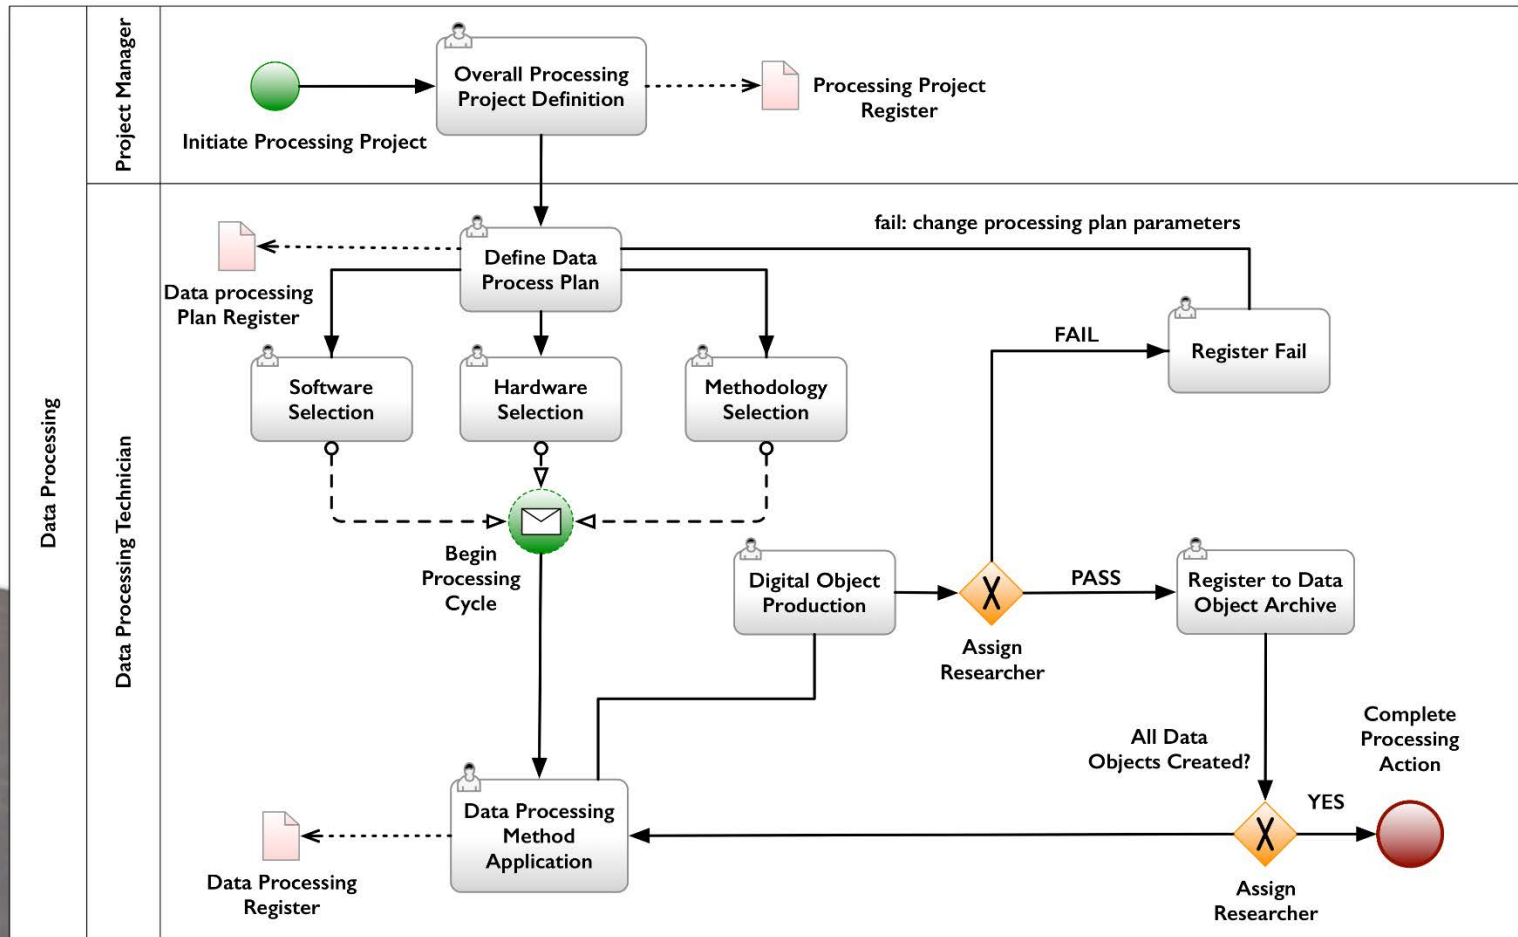 Data Processing
Project Manager
Initiate Processing Project
Overall Processing
Project Definition
Processing Project
Register
Data Processing Technician
fail: change processing plan parameters
Define Data
Process Plan
Data processing
Plan Register
Software
Selection
Hardware
Selection
Methodology
Selection
FAIL
Register Fail
Begin
Processing
Cycle
Digital Object
Production
X
Assign
Researcher
PASS
Register to Data
Object Archive
All Data
Objects Created?
Complete
Processing
Action
YES
X
Assign
Researcher
Data Processing
Method
Application
Data Processing
Register